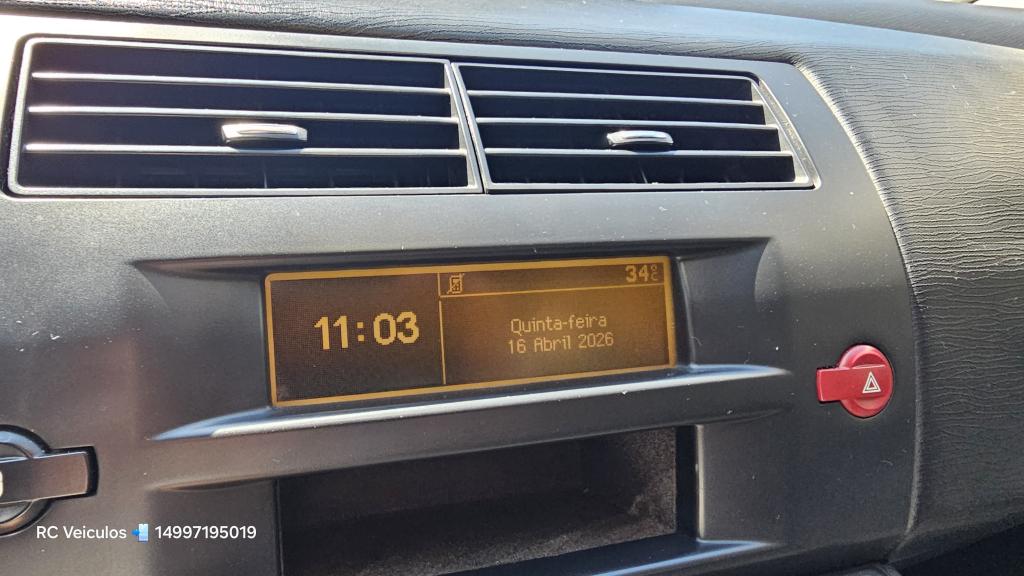 11:03
34°C
Quinta-feira
16 Abril 2026
RC Veiculos 📲 14997195019